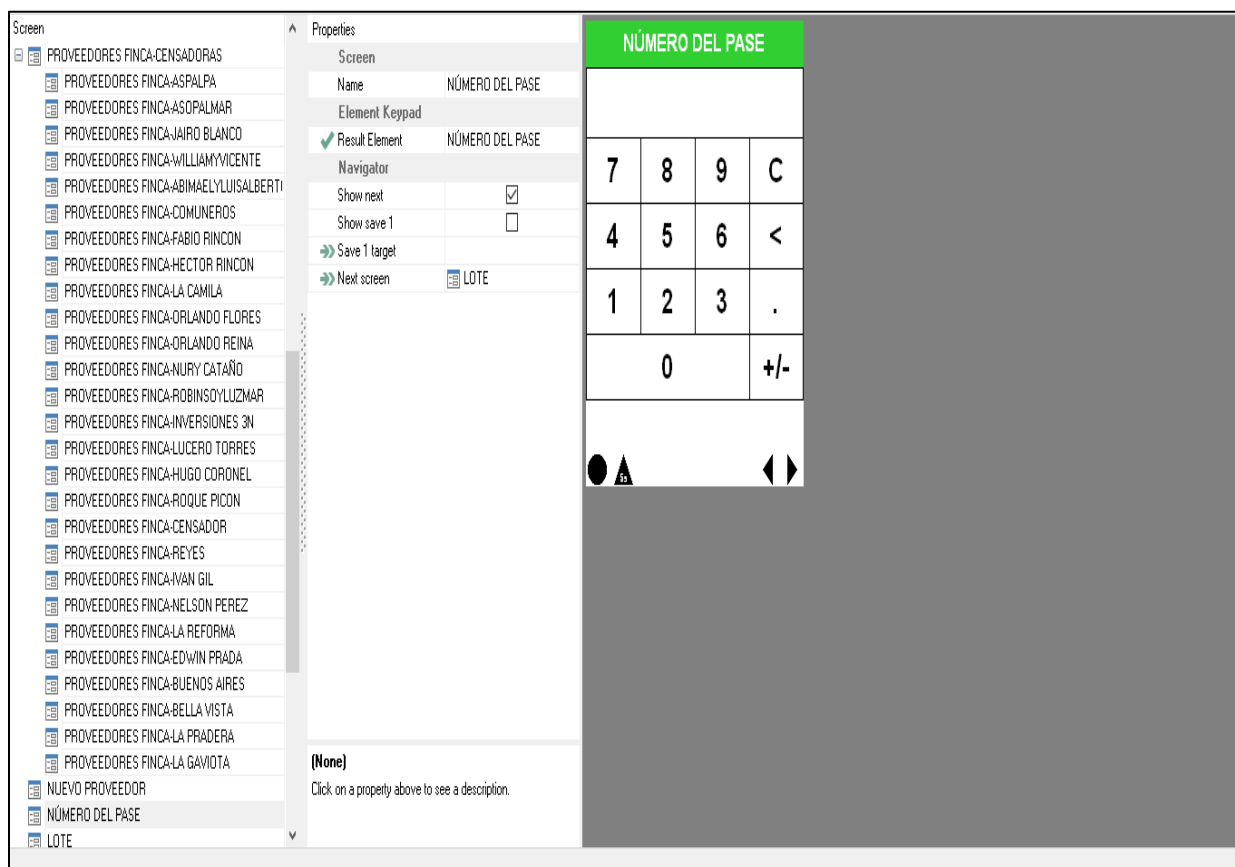 Screen
PROVEEDORES FINCA-CENSADORAS
PROVEEDORES FINCA-ASPALPA
PROVEEDORES FINCA-ASOPALMAR
PROVEEDORES FINCA-JAIRO BLANCO
PROVEEDORES FINCA-WILLIAMYVICENTE
PROVEEDORES FINCA-ABIMAELYLUISALBERT
PROVEEDORES FINCA-COMUNEROS
PROVEEDORES FINCA-FABIO RINCON
PROVEEDORES FINCA-HECTOR RINCON
PROVEEDORES FINCA-LA CAMILA
PROVEEDORES FINCA-ORLANDO FLORES
PROVEEDORES FINCA-ORLANDO REINA
PROVEEDORES FINCA-NURY CATAÑO
PROVEEDORES FINCA-ROBINSOYLUZMAR
PROVEEDORES FINCA-INVERSIONES 3N
PROVEEDORES FINCA-LUCERO TORRES
PROVEEDORES FINCA-HUGO CORONEL
PROVEEDORES FINCA-ROQUE PICON
PROVEEDORES FINCA-CENSADOR
PROVEEDORES FINCA-REYES
PROVEEDORES FINCA-IVAN GIL
PROVEEDORES FINCA-NELSON PEREZ
PROVEEDORES FINCA-LA REFORMA
PROVEEDORES FINCA-EDWIN PRADA
PROVEEDORES FINCA-BUENOS AIRES
PROVEEDORES FINCA-BELLA VISTA
PROVEEDORES FINCA-LA PRADERA
PROVEEDORES FINCA-LA GAVIOTA
NUEVO PROVEEDOR
NÚMERO DEL PASE
LOTE
Properties
Screen
Name NÚMERO DEL PASE
Element Keypad
Result Element NÚMERO DEL PASE
Navigator
Show next
Show save 1
Save 1 target
Next screen LOTE
(None)
Click on a property above to see a description.
NÚMERO DEL PASE
7 8 9 C
4 5 6 <
1 2 3 .
0 +/-